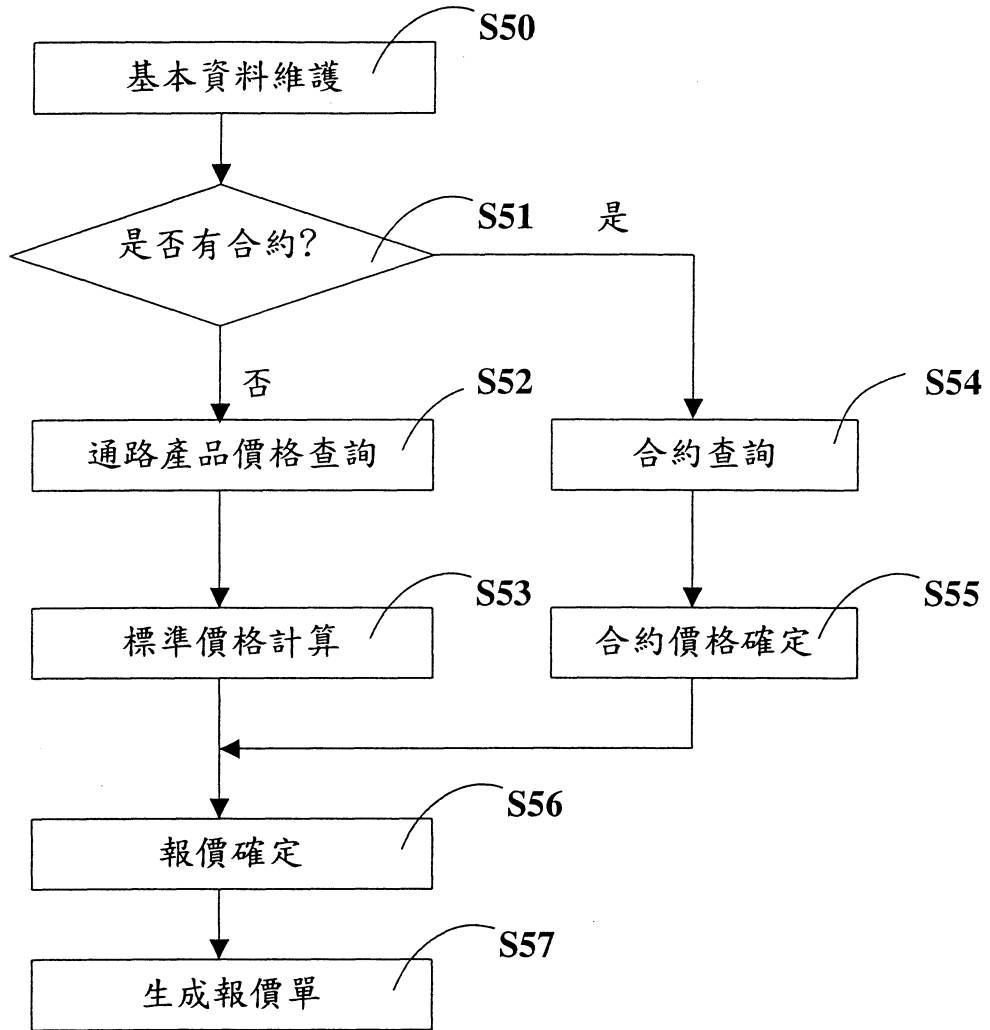 S50
基本資料維護
S51
是
是否有合約?
否
S52
S54
通路產品價格查詢
合約查詢
S53
S55
標準價格計算
合約價格確定
S56
報價確定
S57
生成報價單